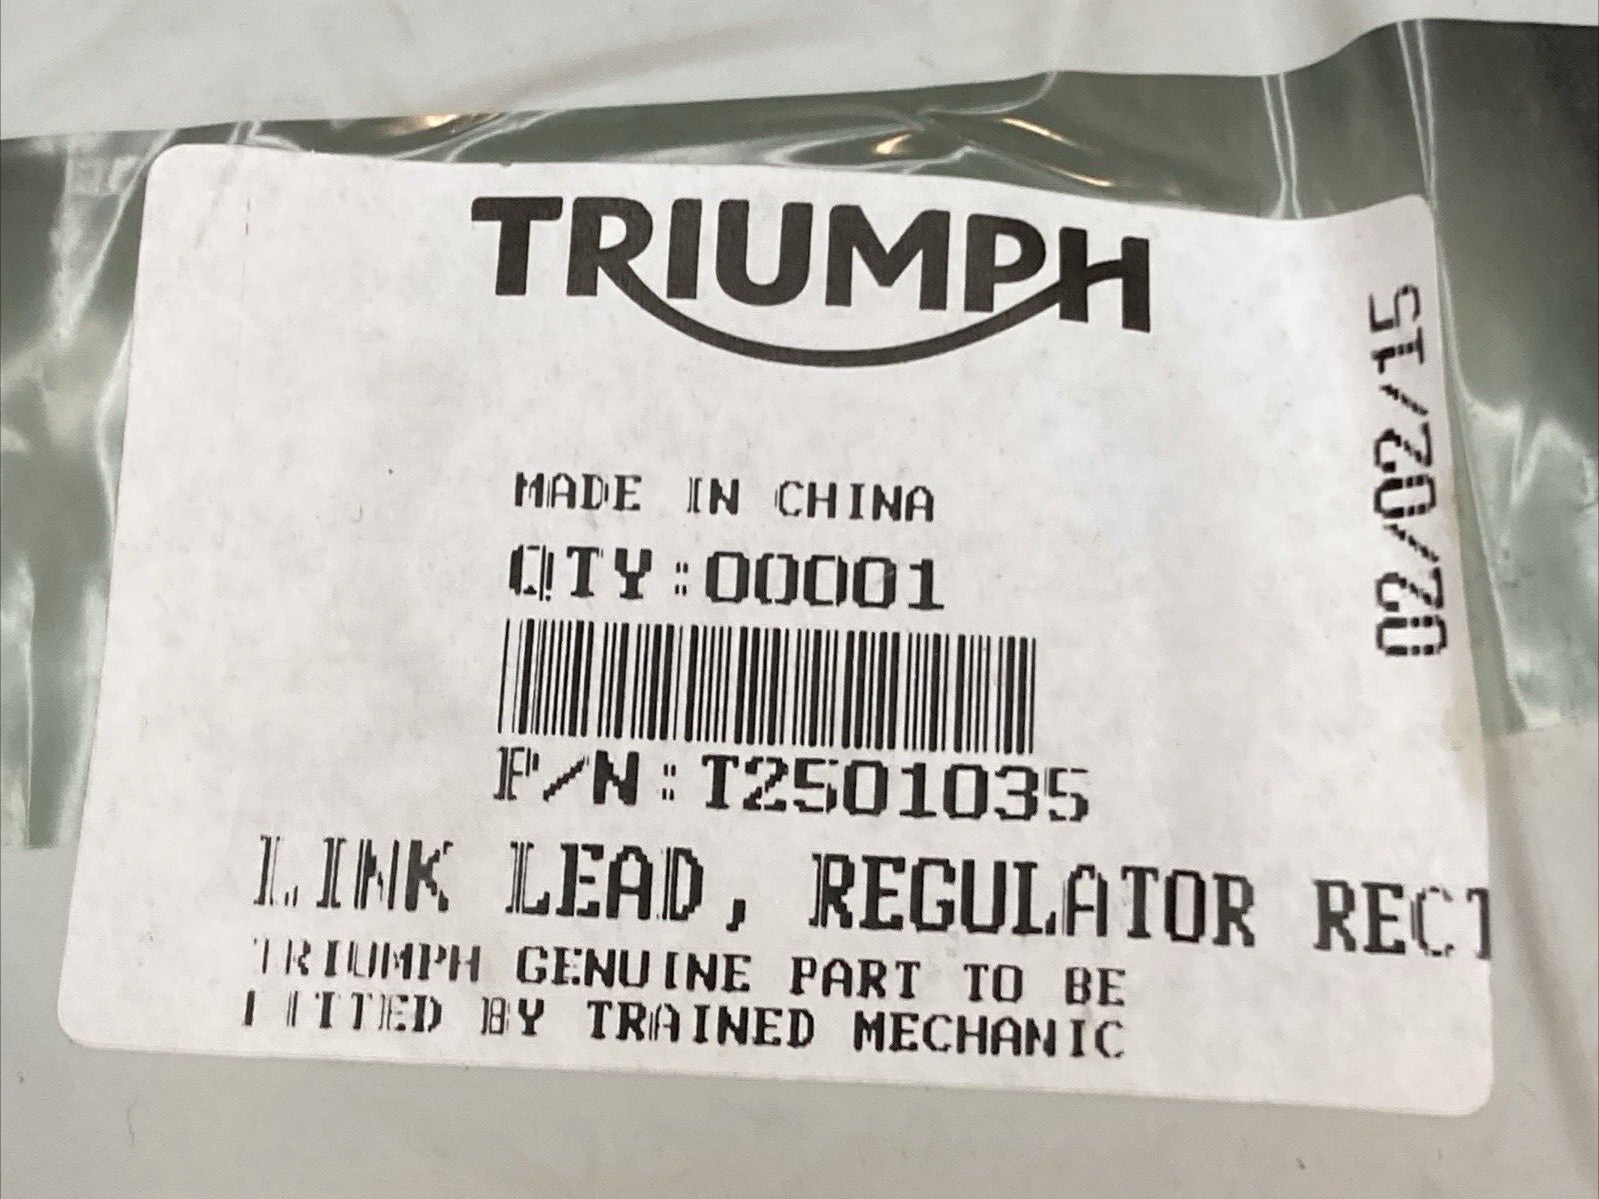 TRIUMPH
MADE IN CHINA
QTY:00001
P/N:T2501035
LINK LEAD, REGULATOR RECT
TRIUMPH GENUINE PART TO BE
FITTED BY TRAINED MECHANIC
02/02/15